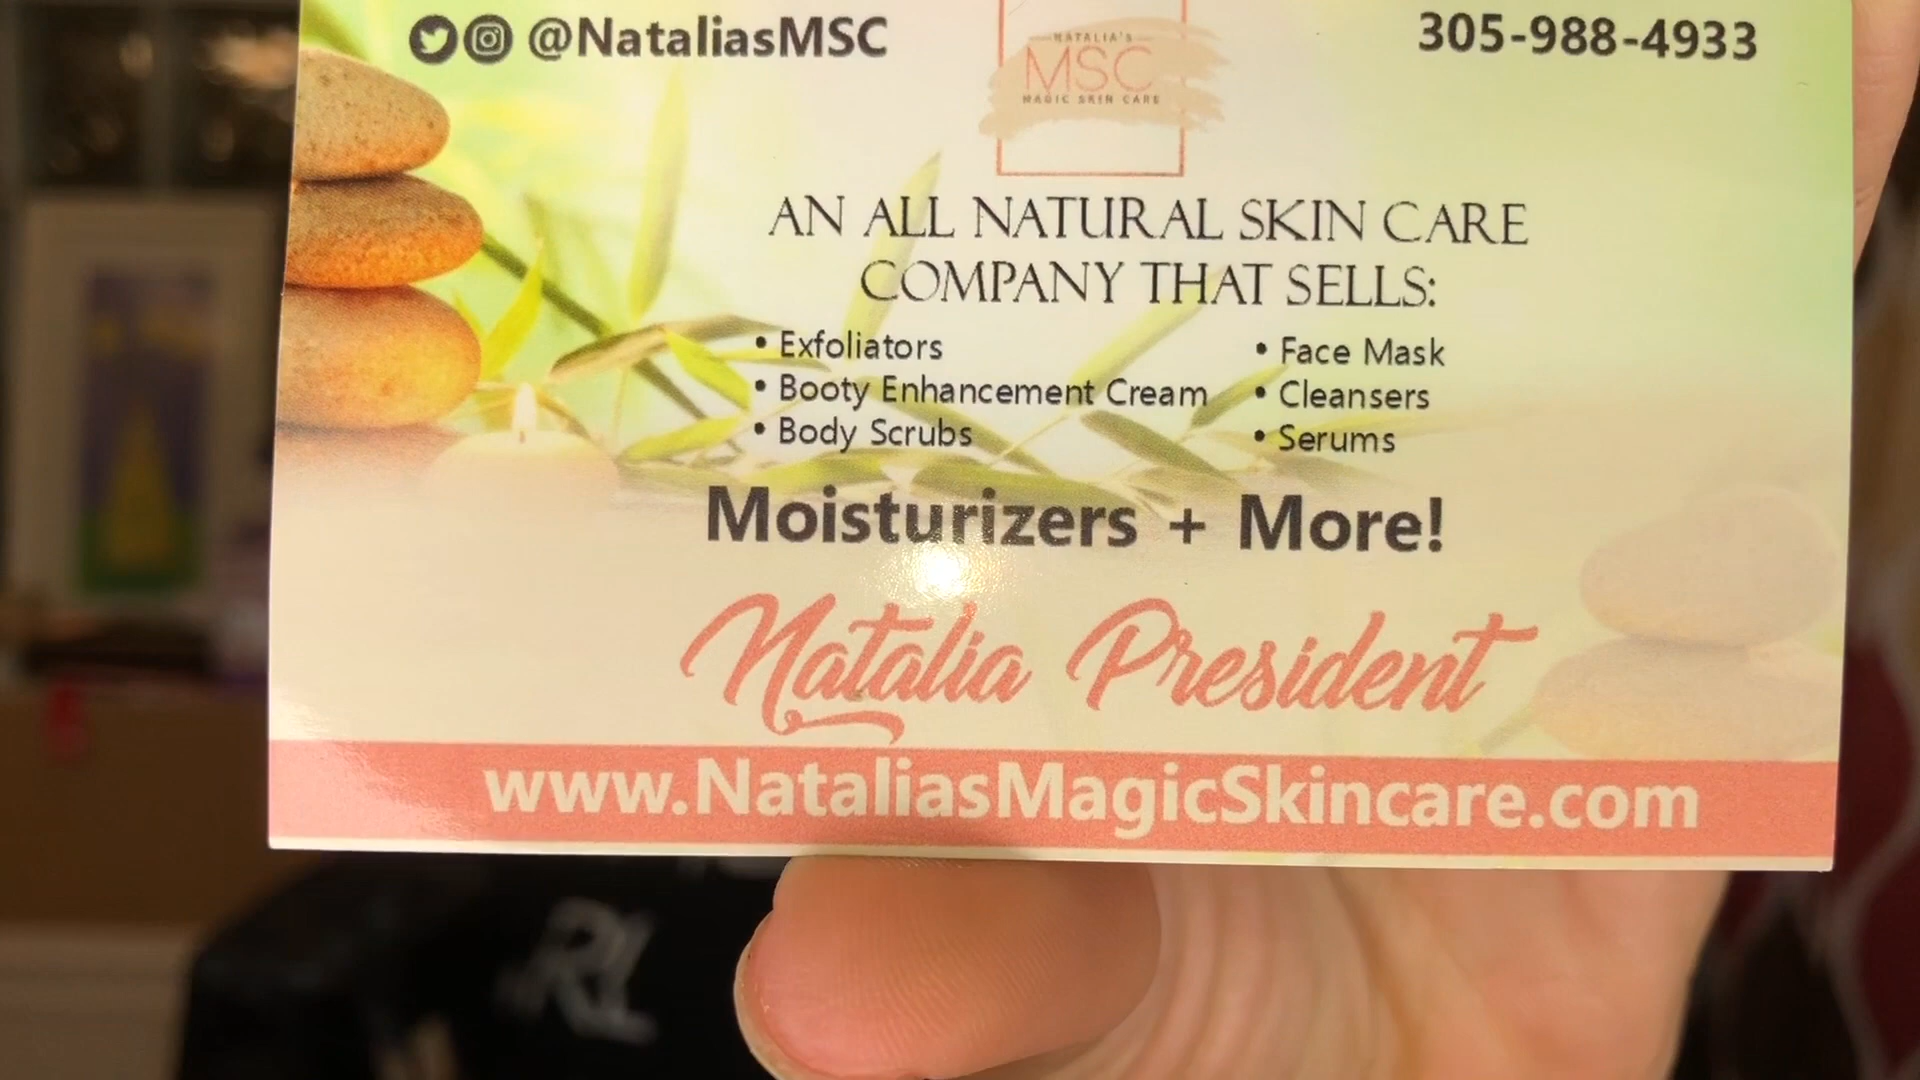 @NataliasMSC
NATALIA'S
MSC
MAGIC SKIN CARE
305-988-4933
AN ALL NATURAL SKIN CARE
COMPANY THAT SELLS:
• Exfoliators
• Booty Enhancement Cream
• Body Scrubs
• Face Mask
• Cleansers
• Serums
Moisturizers + More!
Natalia President
www.NataliasMagicSkincare.com
RL